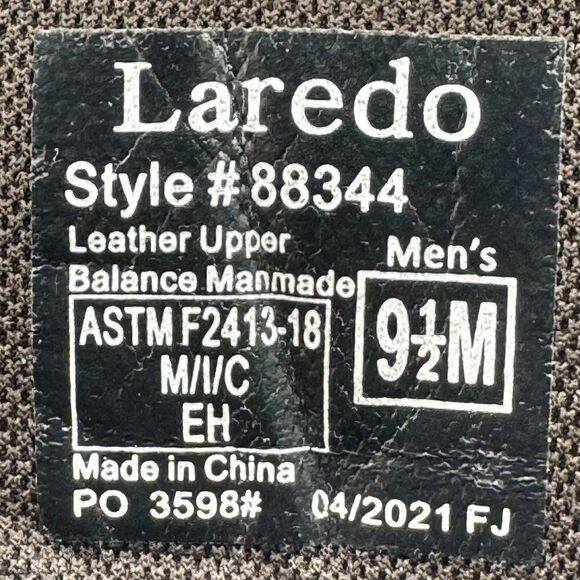 Laredo
Style # 88344
Leather Upper
Balance Manmade
Men's
9½M
ASTM F2413-18
M/I/C
EH
Made in China
PO 3598# 04/2021 FJ